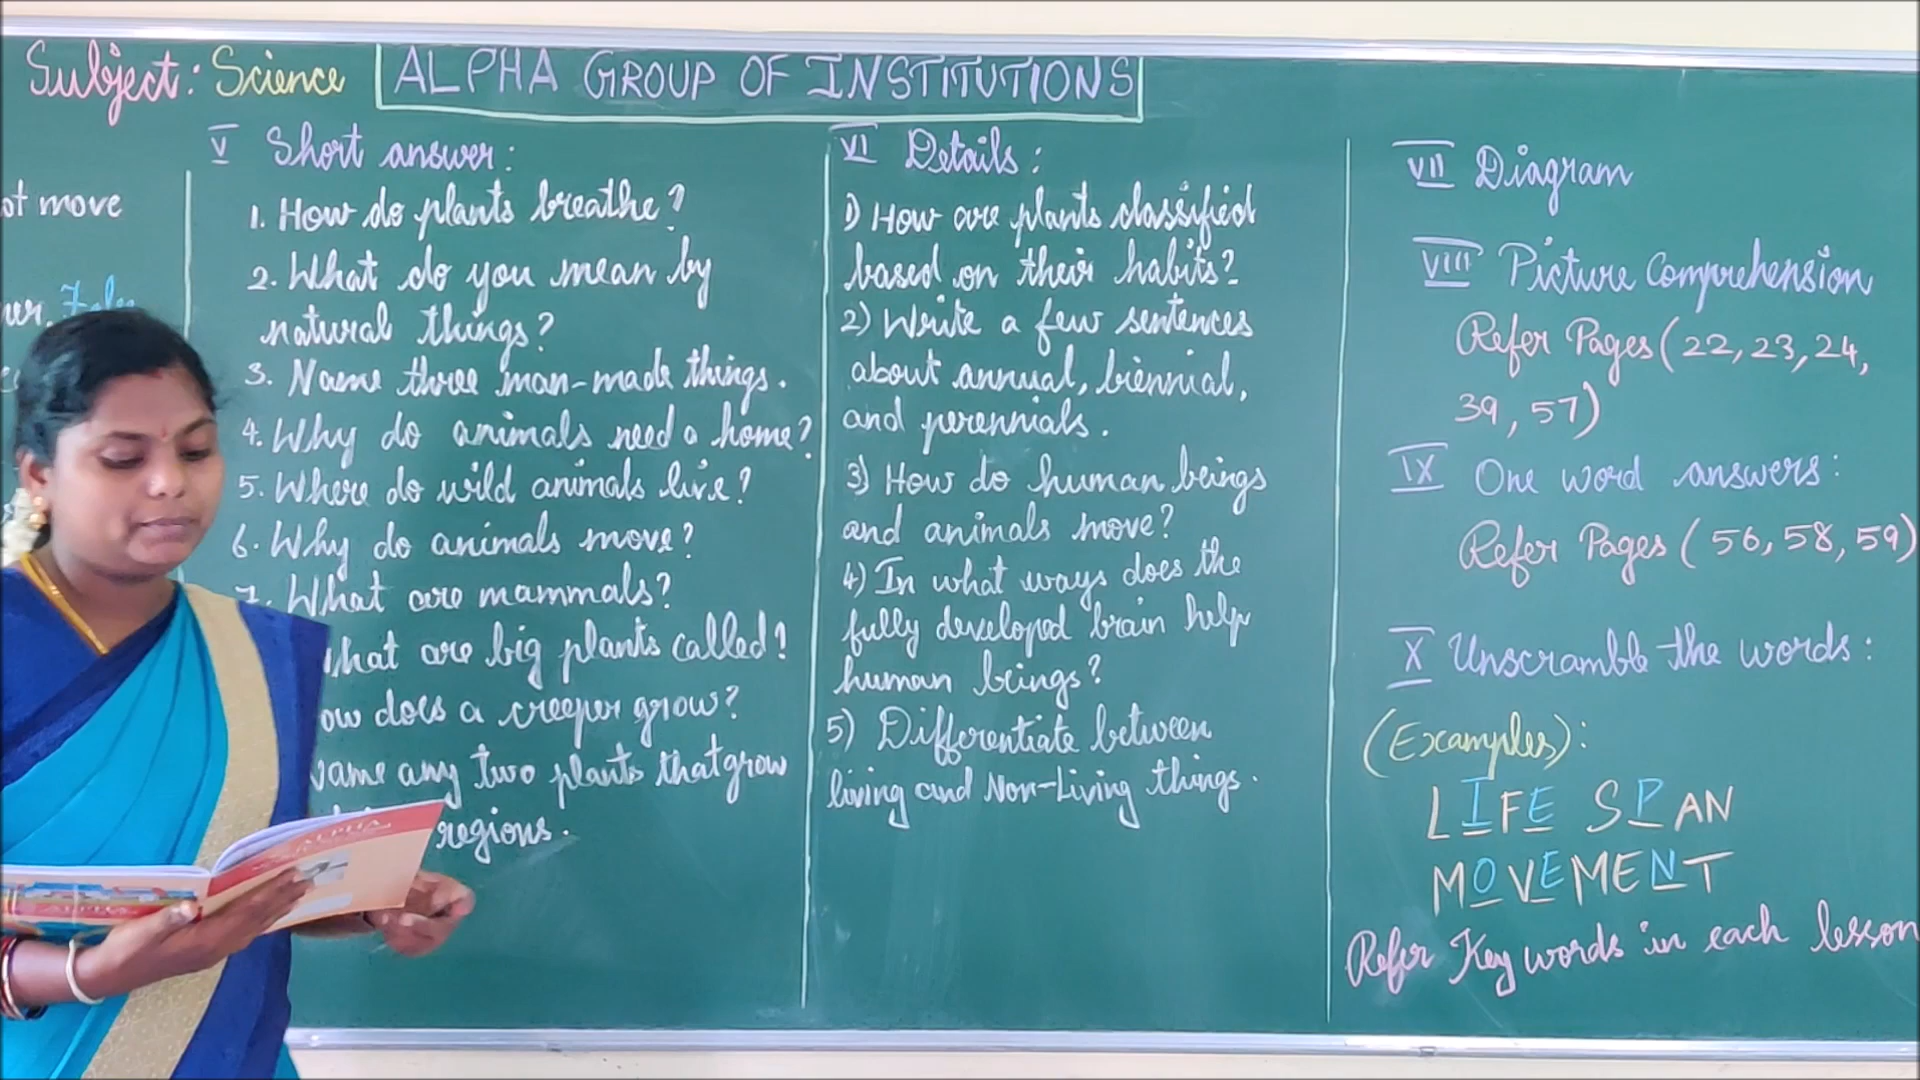 Subject: Science
ALPHA GROUP OF INSTITUTIONS
move
V Short answer:
1. How do plants breathe?
2. What do you mean by
natural things?
3. Name three man-made things.
4. Why do animals need a home?
5. Where do wild animals live?
6. Why do animals move?
7. What are mammals?
hat are big plants called?
ow does a creeper grow?
ame any two plants that grow
regions.
VI Details:
1) How are plants classified
based on their habits?
2) Write a few sentences
about annual, biennial,
and perennials.
3) How do human beings
and animals move?
4) In what ways does the
fully developed brain help
human beings?
5) Differentiate between
living and Non-Living things.
VII Diagram
VIII Picture Comprehension
Refer Pages (22, 23, 24,
39, 57)
IX One word answers:
Refer Pages (56, 58, 59)
X Unscramble the words:
(Examples):
LIFE SPAN
MOVEMENT
Refer Key words in each lesson
ALPHA
ALPHA